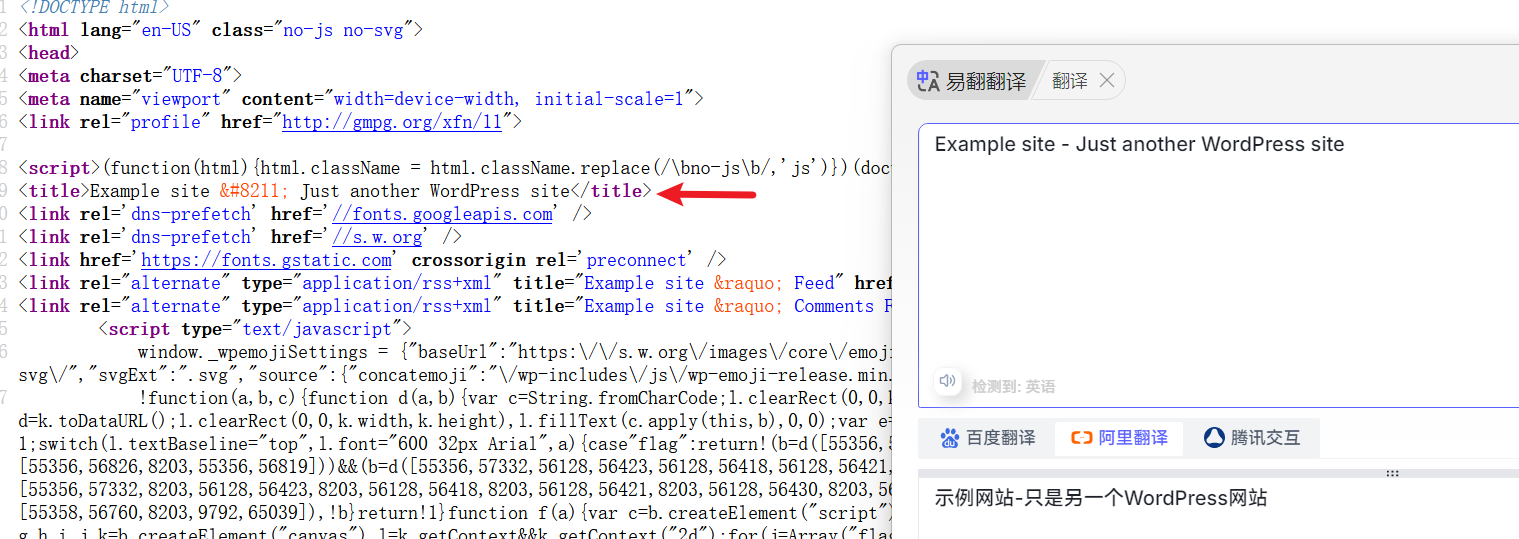 1 <!DOCTYPE html>
2 <html lang="en-US" class="no-js no-svg">
3 <head>
4 <meta charset="UTF-8">
5 <meta name="viewport" content="width=device-width, initial-scale=1">
6 <link rel="profile" href="http://gmpg.org/xfn/11">
7
8 <script>(function(html){html.className = html.className.replace(/\bno-js\b/,'js')})(doc
9 <title>Example site &#8211; Just another WordPress site</title>
0 <link rel='dns-prefetch' href='//fonts.googleapis.com' />
1 <link rel='dns-prefetch' href='//s.w.org' />
2 <link href='https://fonts.gstatic.com' crossorigin rel='preconnect' />
3 <link rel="alternate" type="application/rss+xml" title="Example site &raquo; Feed" href
4 <link rel="alternate" type="application/rss+xml" title="Example site &raquo; Comments F
5 <script type="text/javascript">
6 window._wpemojiSettings = {"baseUrl":"https:\/\/s.w.org\/images\/core\/emoji
svg\/","svgExt":".svg","source":{"concatemoji":"\/wp-includes\/js\/wp-emoji-release.min.
7 !function(a,b,c){function d(a,b){var c=String.fromCharCode;l.clearRect(0,0,k
d=k.toDataURL();l.clearRect(0,0,k.width,k.height),l.fillText(c.apply(this,b),0,0);var e=
1;switch(l.textBaseline="top",l.font="600 32px Arial",a){case"flag":return!(b=d([55356,5
[55356,56826,8203,55356,56819]))&&(b=d([55356,57332,56128,56423,56128,56418,56128,56421,
[55356,57332,8203,56128,56423,8203,56128,56418,8203,56128,56421,8203,56128,56430,8203,56
[55358,56760,8203,9792,65039]),!b}return!1}function f(a){var c=b.createElement("script")
g,h,i,j,k=b.createElement("canvas"),l=k.getContext&&k.getContext("2d");for(j=Array("flag
易翻翻译 翻译
Example site - Just another WordPress site
检测到: 英语
百度翻译 阿里翻译 腾讯交互
示例网站-只是另一个WordPress网站